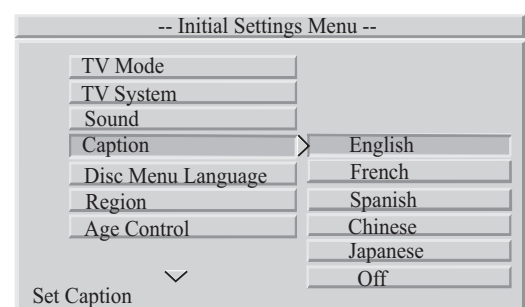 -- Initial Settings Menu --
TV Mode
TV System
Sound
Caption
Disc Menu Language
Region
Age Control
English
French
Spanish
Chinese
Japanese
Off
Set Caption